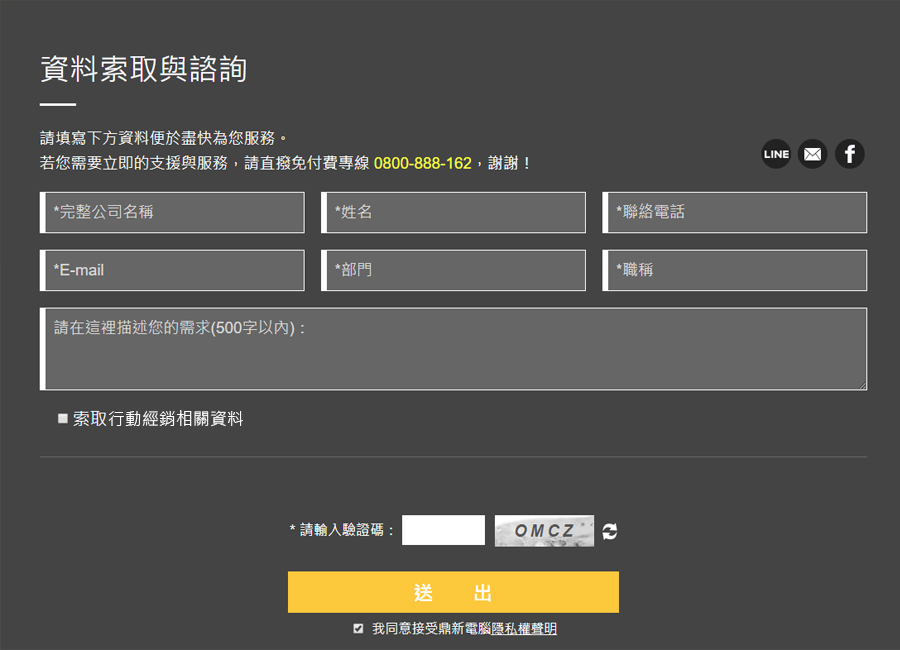 資料索取與諮詢
請填寫下方資料便於盡快為您服務。
若您需要立即的支援與服務，請直撥免付費專線 0800-888-162，謝謝！
LINE
f
*完整公司名稱
*姓名
*聯絡電話
*E-mail
*部門
*職稱
請在這裡描述您的需求(500字以內)：
索取行動經銷相關資料
* 請輸入驗證碼：
OMCZ
送 出
我同意接受鼎新電腦隱私權聲明